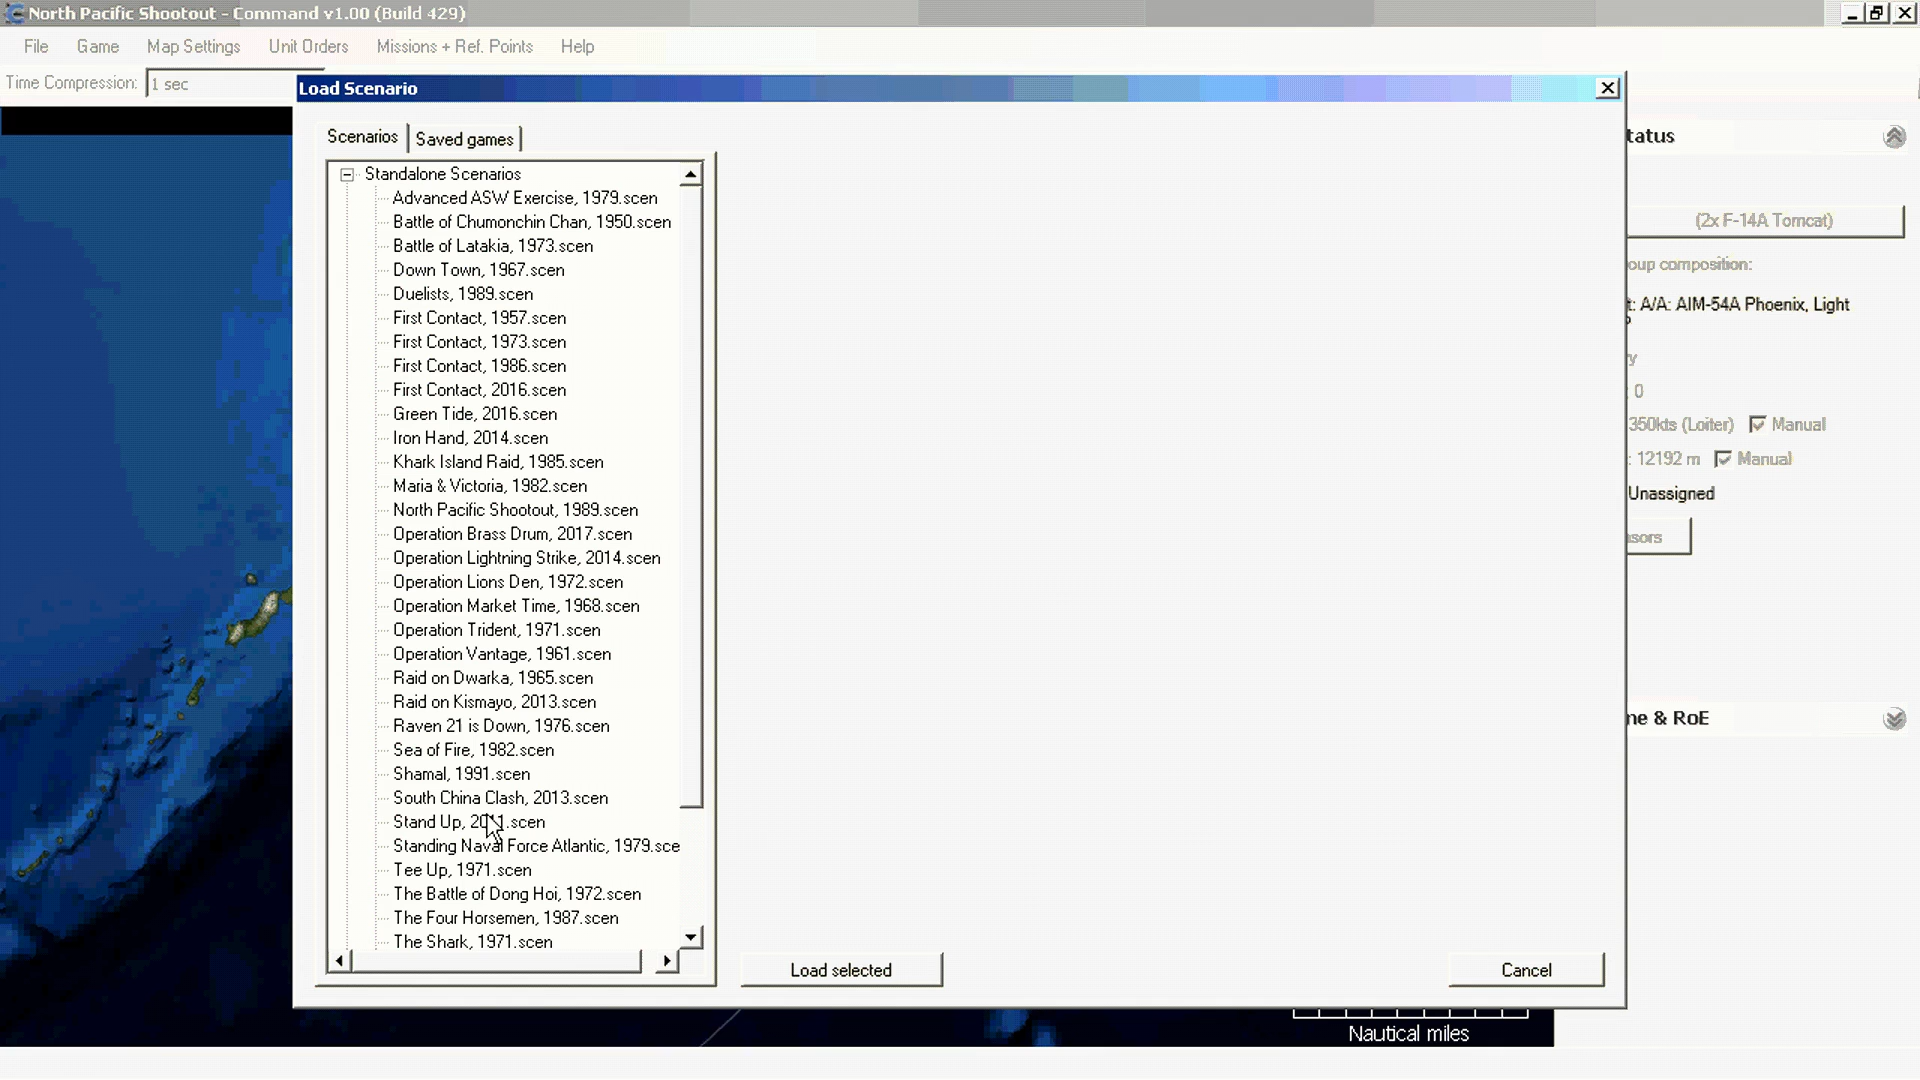 North Pacific Shootout - Command v1.00 (Build 429)
File Game Map Settings Unit Orders Missions + Ref. Points Help
Time Compression: 1 sec
Load Scenario
Scenarios Saved games
Standalone Scenarios
Advanced ASW Exercise, 1979.scen
Battle of Chumonchin Chan, 1950.scen
Battle of Latakia, 1973.scen
Down Town, 1967.scen
Duelists, 1989.scen
First Contact, 1957.scen
First Contact, 1973.scen
First Contact, 1986.scen
First Contact, 2016.scen
Green Tide, 2016.scen
Iron Hand, 2014.scen
Khark Island Raid, 1985.scen
Maria & Victoria, 1982.scen
North Pacific Shootout, 1989.scen
Operation Brass Drum, 2017.scen
Operation Lightning Strike, 2014.scen
Operation Lions Den, 1972.scen
Operation Market Time, 1968.scen
Operation Trident, 1971.scen
Operation Vantage, 1961.scen
Raid on Dwarka, 1965.scen
Raid on Kismayo, 2013.scen
Raven 21 is Down, 1976.scen
Sea of Fire, 1982.scen
Shamal, 1991.scen
South China Clash, 2013.scen
Stand Up, 2011.scen
Standing Naval Force Atlantic, 1979.sce
Tee Up, 1971.scen
The Battle of Dong Hoi, 1972.scen
The Four Horsemen, 1987.scen
The Shark, 1971.scen
Load selected
Cancel
tatus
(2x F-14A Tomcat)
oup composition:
t: A/A: AIM-54A Phoenix, Light
: 0
350kts (Loiter) Manual
: 12192 m Manual
Unassigned
nsors
ne & RoE
Nautical miles